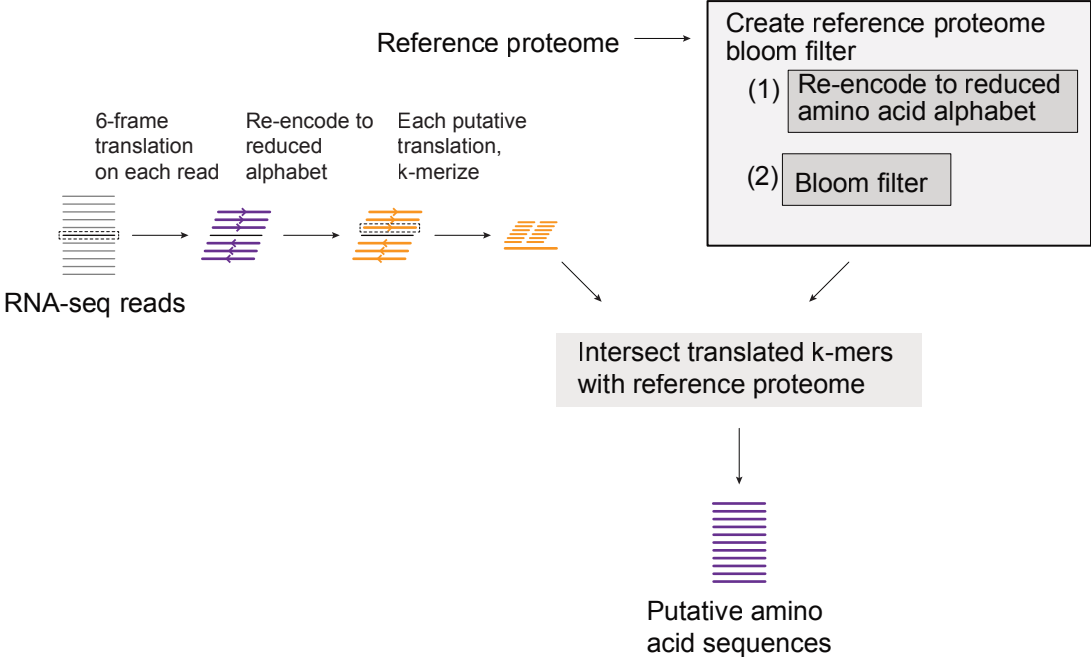 Reference proteome
Create reference proteome
bloom filter
(1)
Re-encode to reduced
amino acid alphabet
(2)
Bloom filter
6-frame
translation
on each read
Re-encode to
reduced
alphabet
Each putative
translation,
k-merize
RNA-seq reads
Intersect translated k-mers
with reference proteome
Putative amino
acid sequences